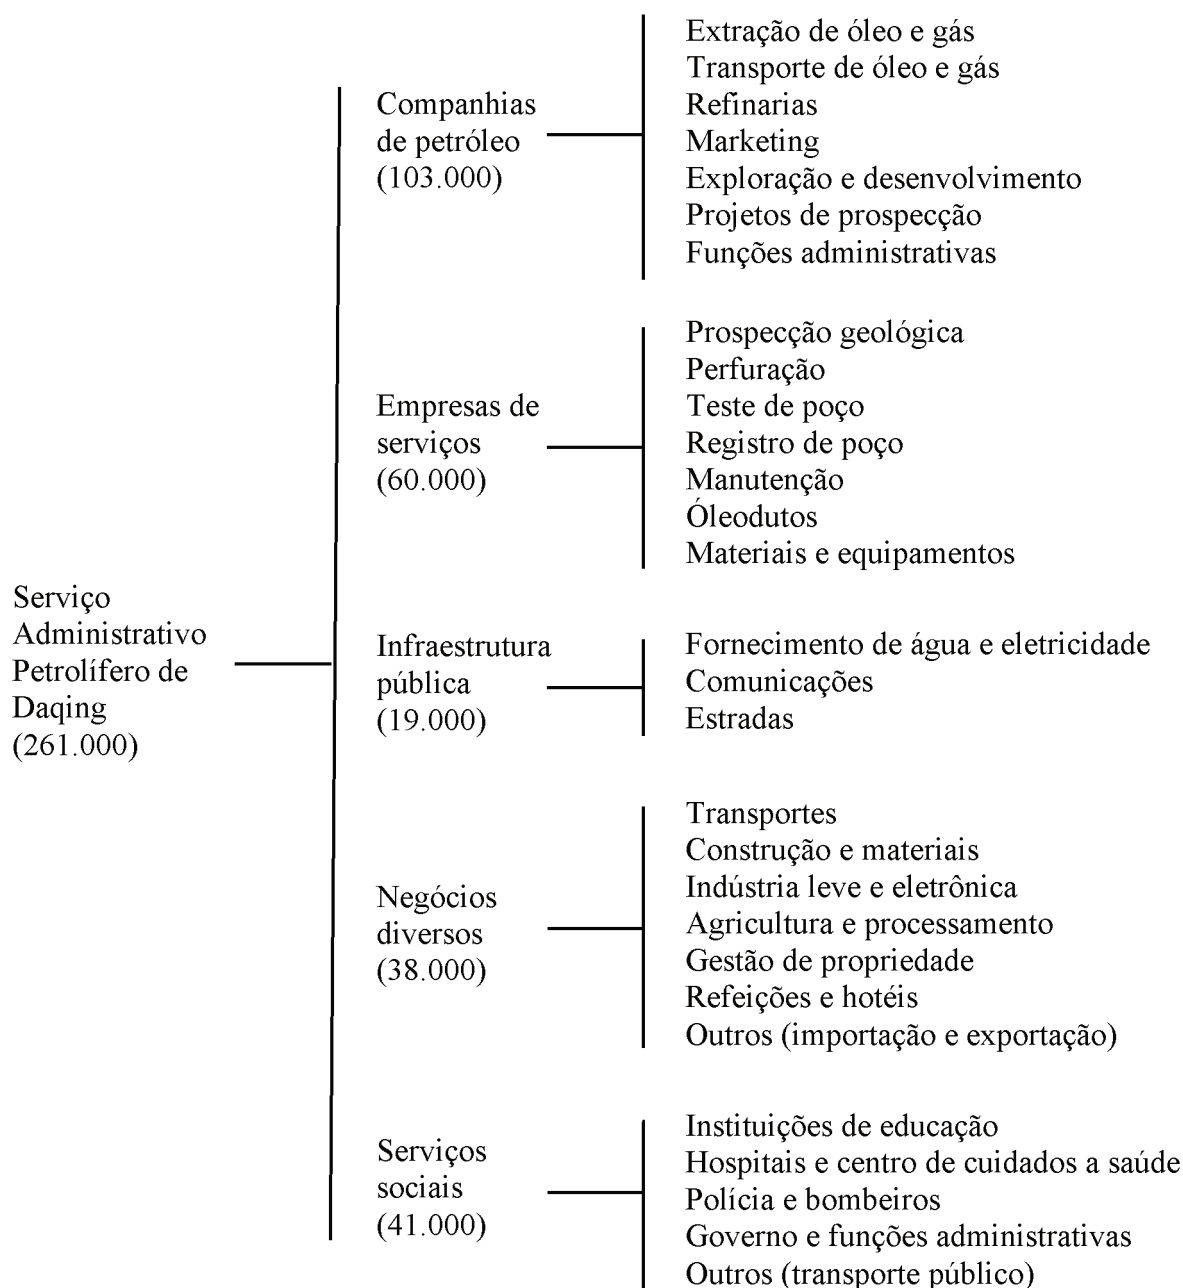 Serviço
Administrativo
Petrolífero de
Daqing
(261.000)
Companhias
de petróleo
(103.000)
Extração de óleo e gás
Transporte de óleo e gás
Refinarias
Marketing
Exploração e desenvolvimento
Projetos de prospecção
Funções administrativas
Empresas de
serviços
(60.000)
Prospecção geológica
Perfuração
Teste de poço
Registro de poço
Manutenção
Óleodutos
Materiais e equipamentos
Infraestrutura
pública
(19.000)
Fornecimento de água e eletricidade
Comunicações
Estradas
Negócios
diversos
(38.000)
Transportes
Construção e materiais
Indústria leve e eletrônica
Agricultura e processamento
Gestão de propriedade
Refeições e hotéis
Outros (importação e exportação)
Serviços
sociais
(41.000)
Instituições de educação
Hospitais e centro de cuidados a saúde
Polícia e bombeiros
Governo e funções administrativas
Outros (transporte público)